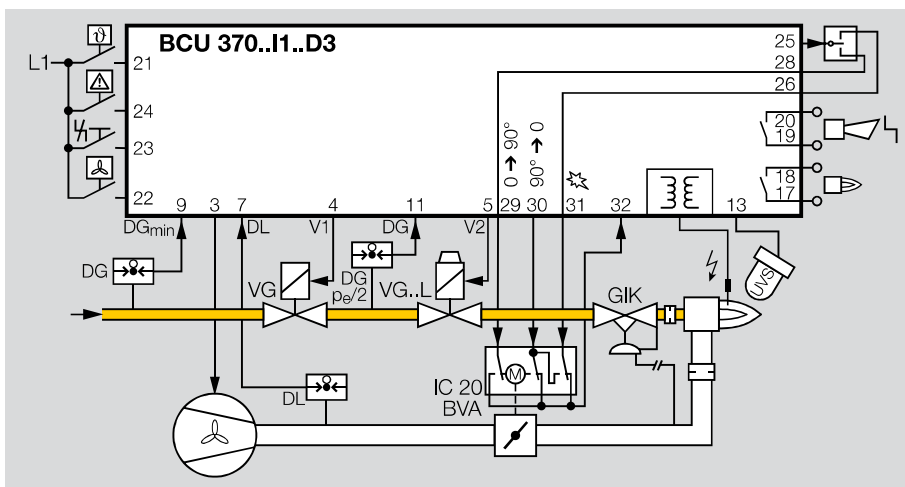 BCU 370..I1..D3
ϑ
L1
21
24
23
22
25
28
26
20
19
18
17
0 → 90°
90° → 0
9
3
7
4
11
5
29
30
31
32
13
DGmin
DL
V1
DG
V2
DG
VG
DG
pe/2
VG..L
GIK
UVS
M
IC 20
BVA
DL